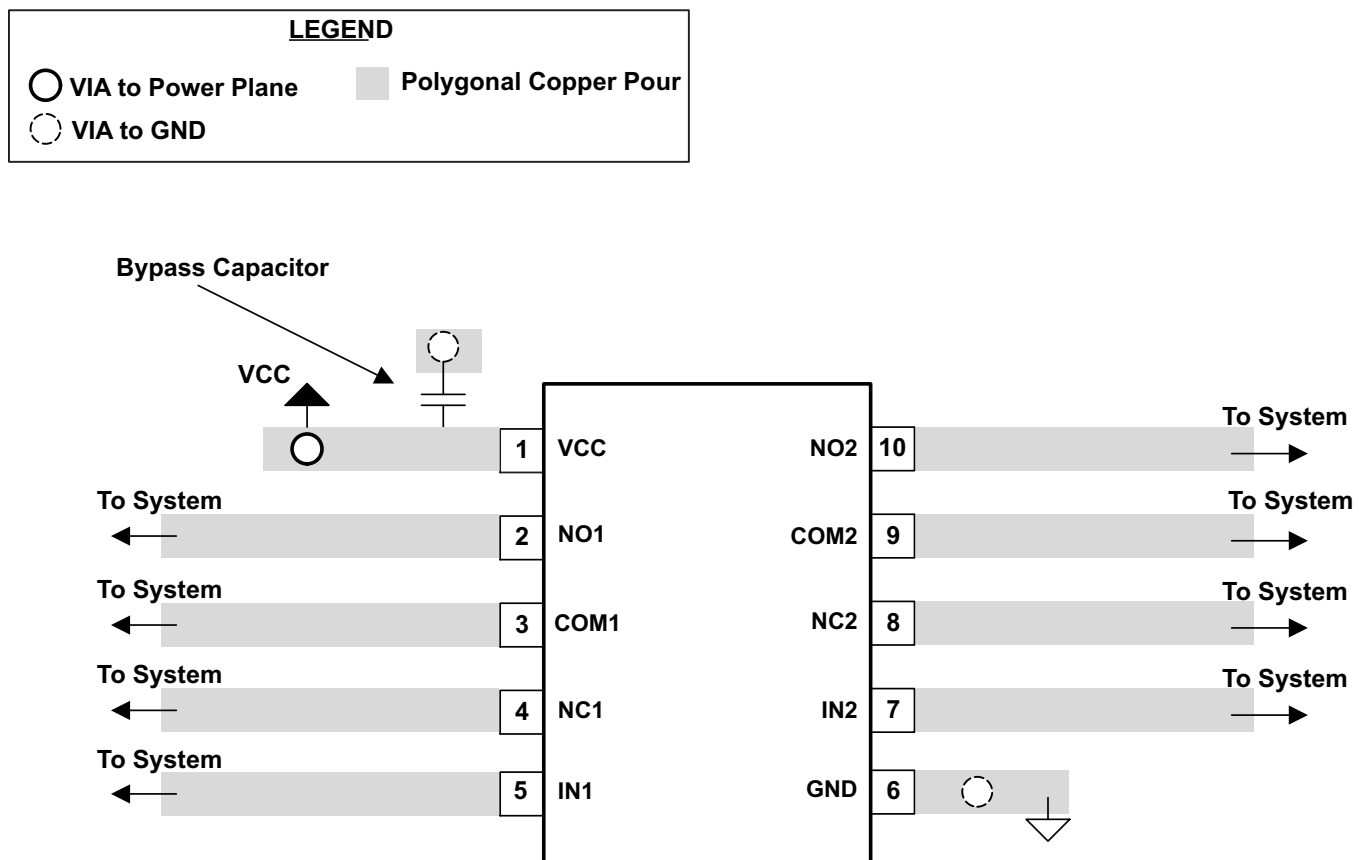 LEGEND
VIA to Power Plane
Polygonal Copper Pour
VIA to GND
Bypass Capacitor
VCC
1 VCC
NO2 10
To System
To System
2 NO1
COM2 9
To System
To System
3 COM1
NC2 8
To System
To System
4 NC1
IN2 7
To System
To System
5 IN1
GND 6